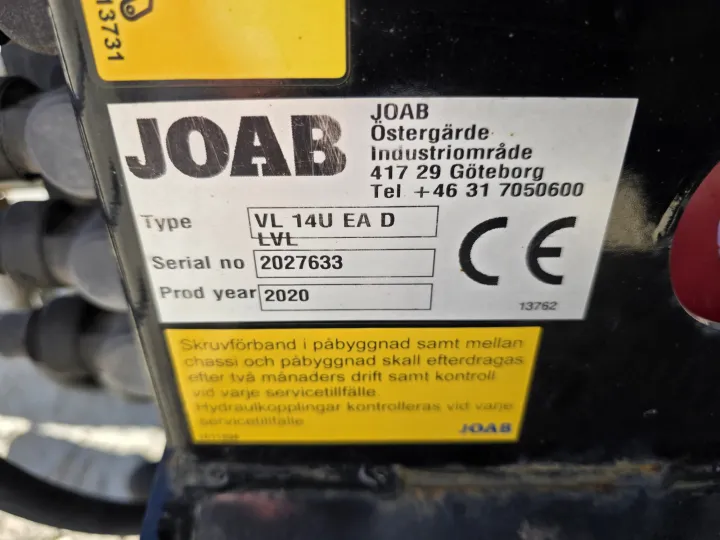 13731
JOAB
JOAB
Östergärde
Industriområde
417 29 Göteborg
Tel +46 31 7050600
Type VL 14U EA D
LVL
Serial no 2027633
Prod year 2020
CE
13762
Skruvförband i påbyggnad samt mellan
chassi och påbyggnad skall efterdragas
efter två månaders drift samt kontroll
vid varje servicetillfälle.
Hydraulkopplingar kontrolleras vid varje
servicetillfälle
JOAB